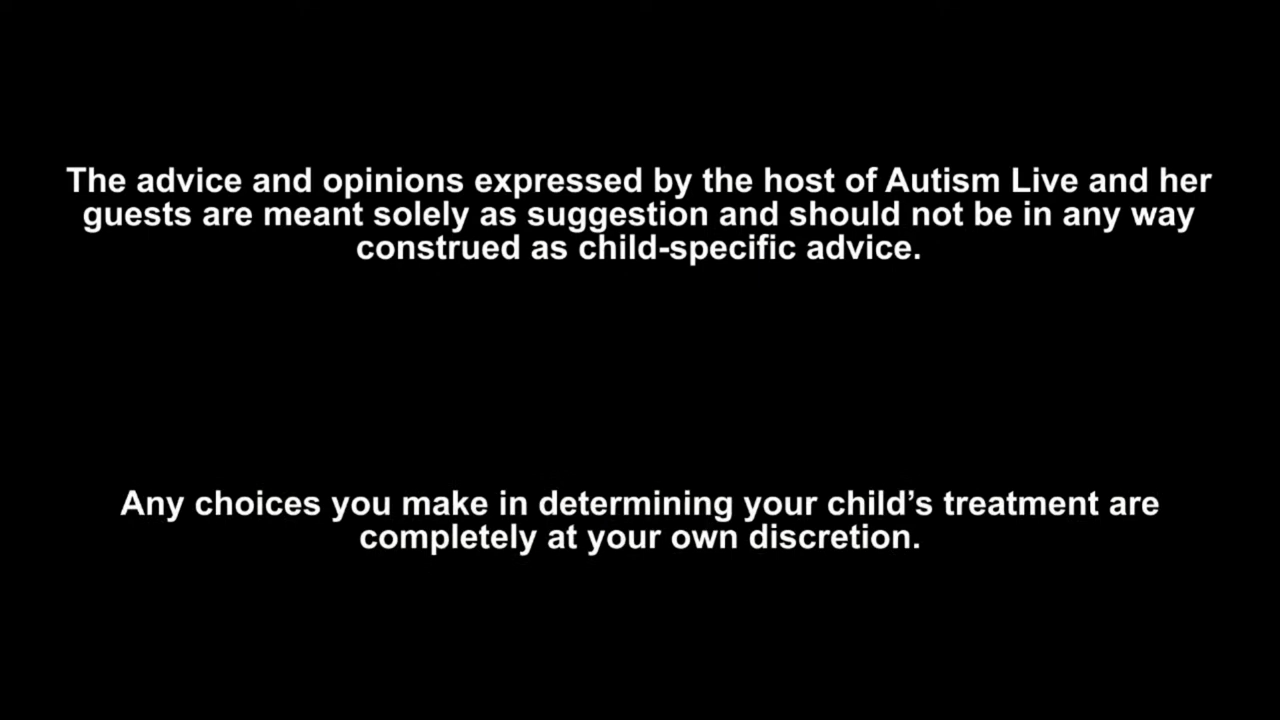 The advice and opinions expressed by the host of Autism Live and her
guests are meant solely as suggestion and should not be in any way
construed as child-specific advice.
Any choices you make in determining your child’s treatment are
completely at your own discretion.